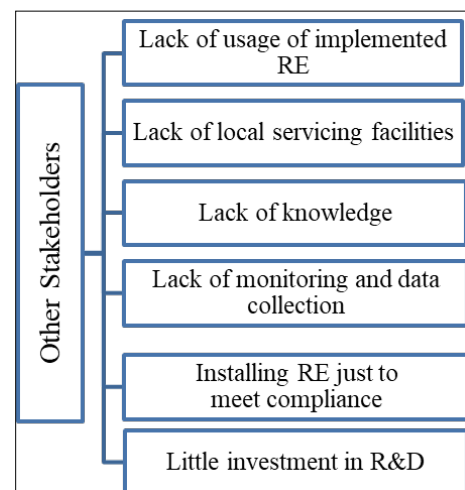 Other Stakeholders
Lack of usage of implemented
RE
Lack of local servicing facilities
Lack of knowledge
Lack of monitoring and data
collection
Installing RE just to
meet compliance
Little investment in R&D